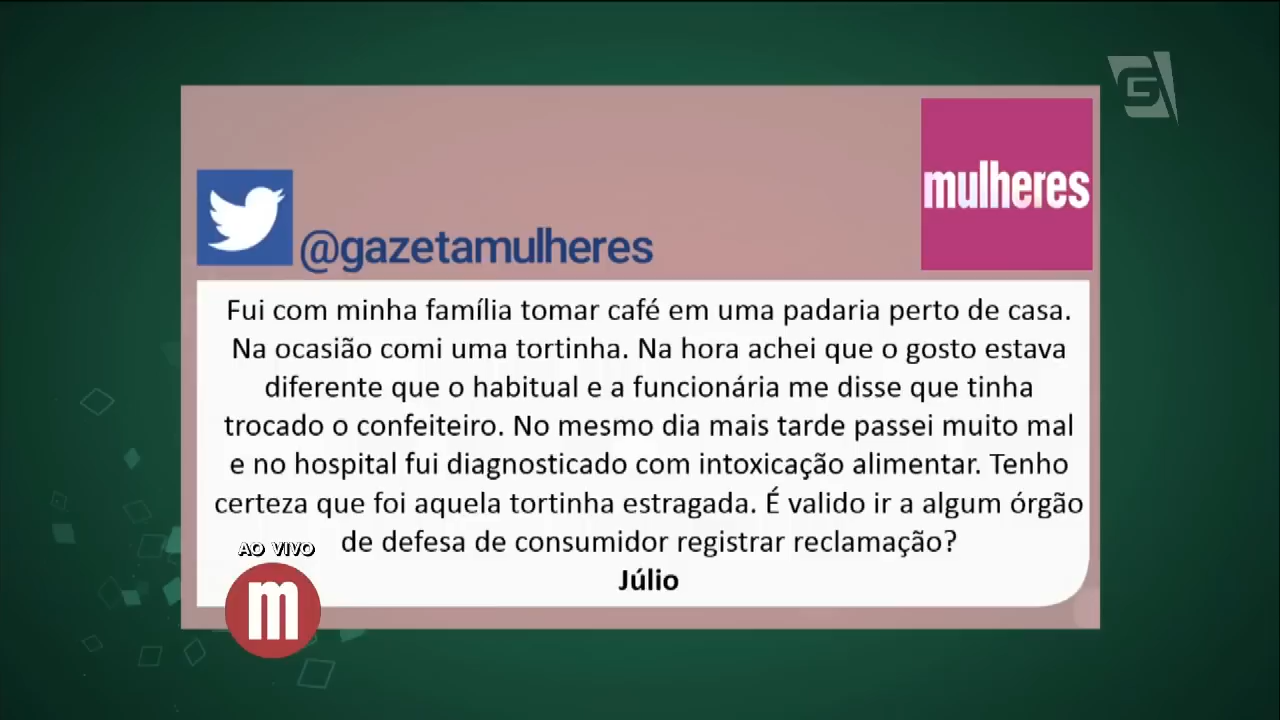 mulheres
@gazetamulheres
Fui com minha família tomar café em uma padaria perto de casa.
Na ocasião comi uma tortinha. Na hora achei que o gosto estava
diferente que o habitual e a funcionária me disse que tinha
trocado o confeiteiro. No mesmo dia mais tarde passei muito mal
e no hospital fui diagnosticado com intoxicação alimentar. Tenho
certeza que foi aquela tortinha estragada. É valido ir a algum órgão
de defesa de consumidor registrar reclamação?
Júlio
AO VIVO
m
G